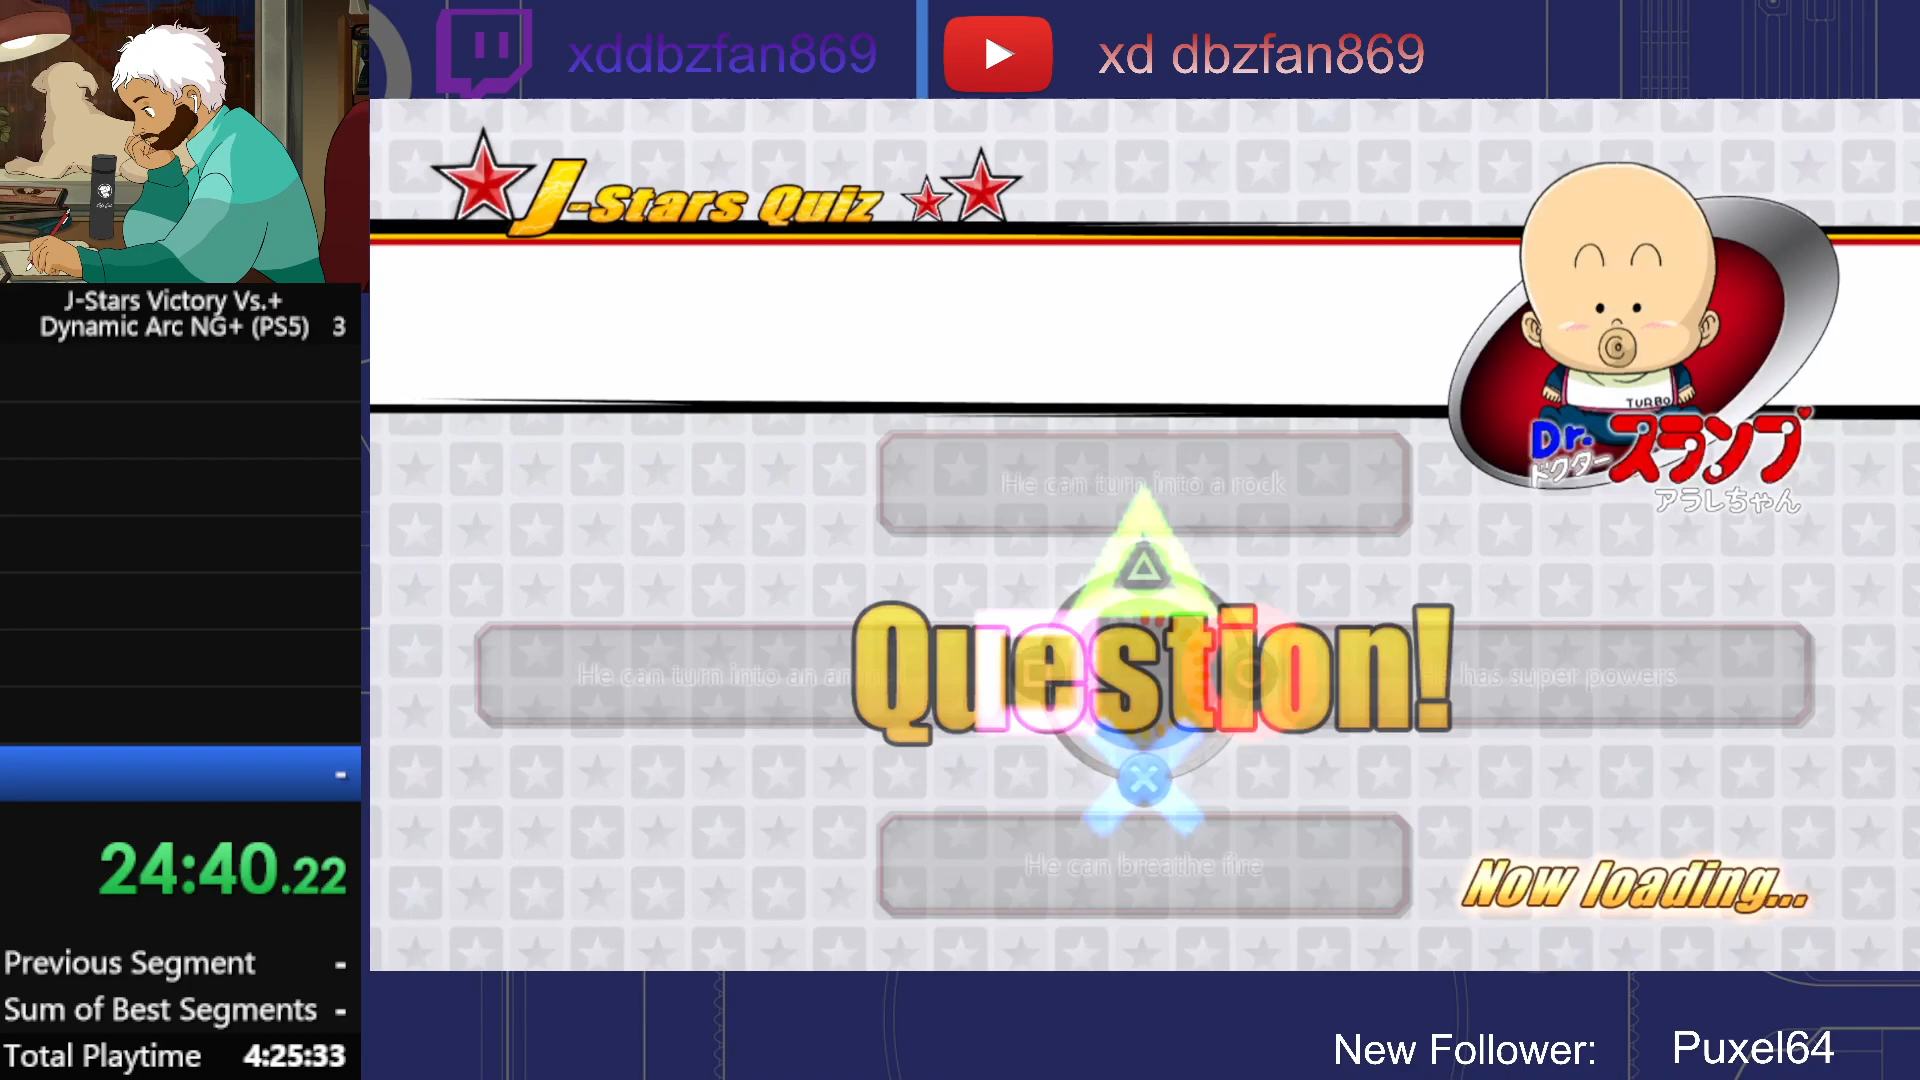 xddbzfan869
xd dbzfan869
J-Stars Quiz
J-Stars Victory Vs.+
Dynamic Arc NG+ (PS5) 3
TURBO
Dr.スランプ
ドクター
アラレちゃん
He can turn into a rock
He can turn into an an
Question!
has super powers
He can breathe fire
Now loading...
-
24:40.22
Previous Segment -
Sum of Best Segments -
Total Playtime 4:25:33
New Follower: Puxel64